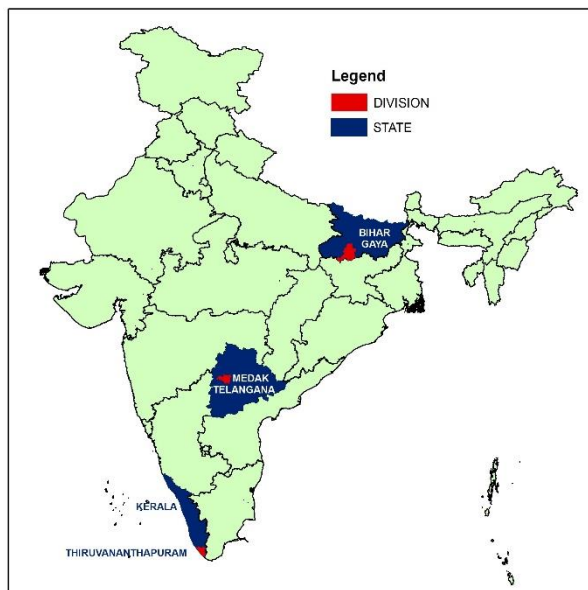 Legend
DIVISION
STATE
BIHAR
GAYA
MEDAK
TELANGANA
KERALA
THIRUVANANTHAPURAM